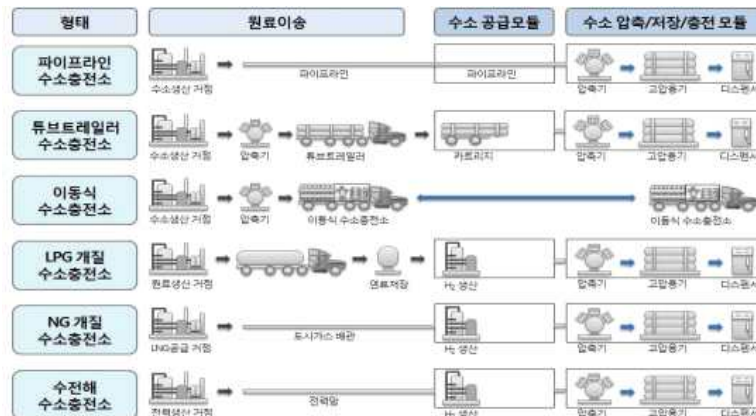 형태
원료이송
수소 공급모듈
수소 압축/저장/충전 모듈
파이프라인
수소충전소
수소생산 거점
파이프라인
파이프라인
압축기
고압용기
디스펜서
튜브트레일러
수소충전소
수소생산 거점
압축기
튜브트레일러
카트리지
압축기
고압용기
디스펜서
이동식
수소충전소
수소생산 거점
압축기
이동식 수소충전소
이동식 수소충전소
LPG 개질
수소충전소
원료생산 거점
연료저장
H₂ 생산
압축기
고압용기
디스펜서
NG 개질
수소충전소
LNG공급 거점
도시가스 배관
H₂ 생산
압축기
고압용기
디스펜서
수전해
수소충전소
전력생산 거점
전력망
H₂ 생산
압축기
고압용기
디스펜서